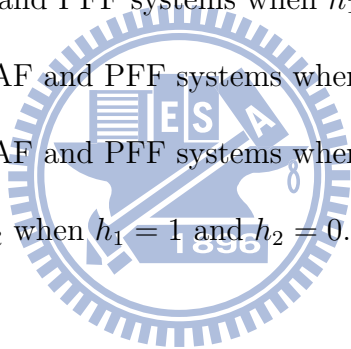 and PFF systems when h
AF and PFF systems when
E S A
AF and PFF systems when
when h₁ = 1 and h₂ = 0.
1896